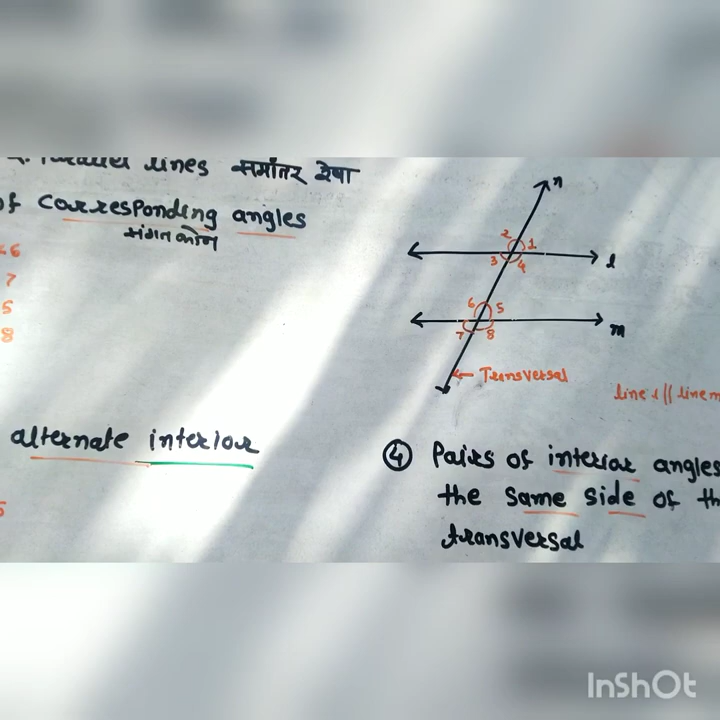 Parallel lines समांतर रेषा
of corresponding angles
संगत कोन
6
7
5
8
alternate interior
5
n
2 1
3 4
l
6 5
7 8
m
← Transversal
line l || line m
④ Pairs of interior angles
the same side of th
transversal
InShOt